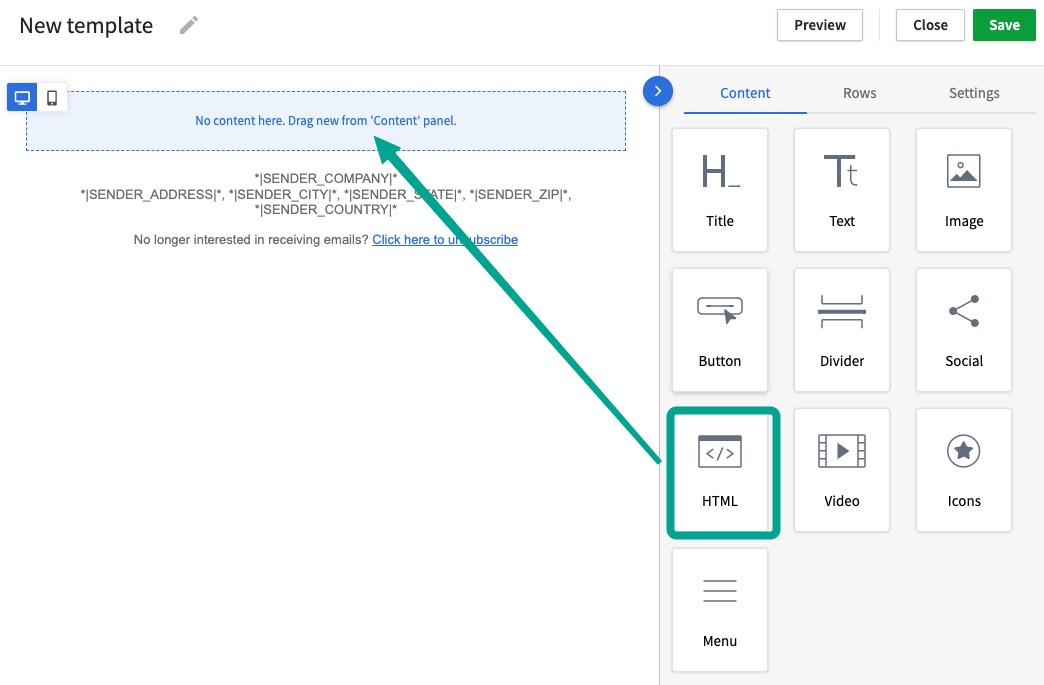 New template
Preview
Close
Save
Content
Rows
Settings
No content here. Drag new from 'Content' panel.
*|SENDER_COMPANY|*
*|SENDER_ADDRESS|*, *|SENDER_CITY|*, *|SENDER_STATE|*, *|SENDER_ZIP|*,
*|SENDER_COUNTRY|*
No longer interested in receiving emails? Click here to unsubscribe
Title
Text
Image
Button
Divider
Social
HTML
Video
Icons
Menu